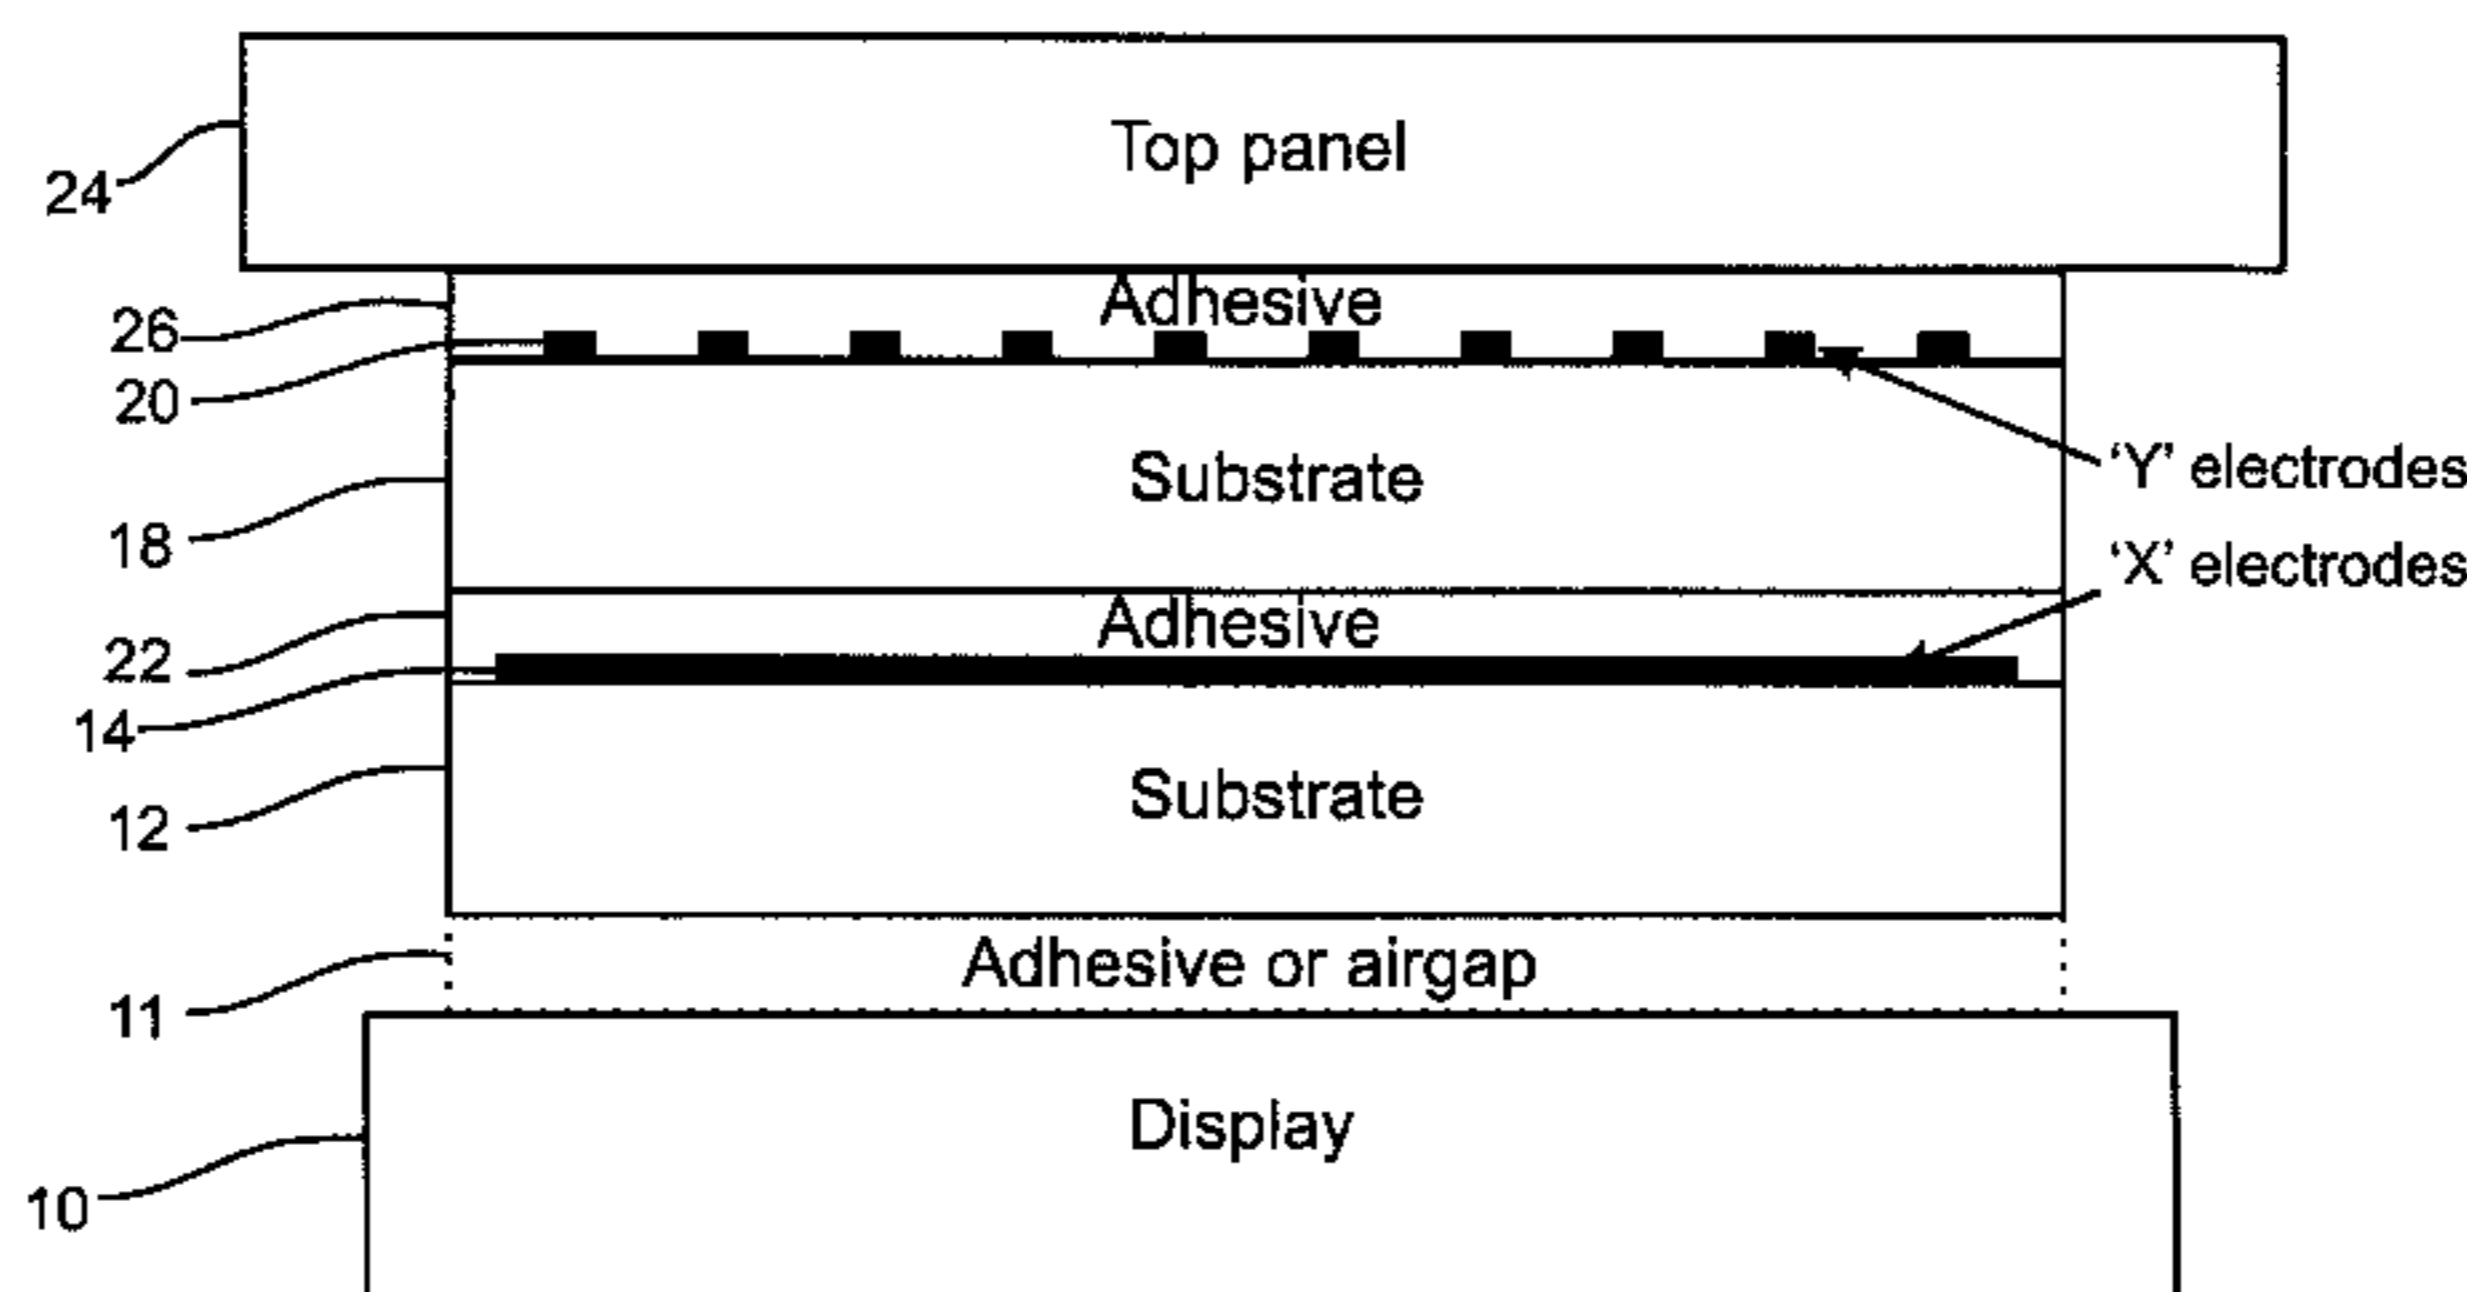 Top panel
24
Adhesive
26
20
Substrate
'Y' electrodes
18
'X' electrodes
Adhesive
22
14
Substrate
12
Adhesive or airgap
11
Display
10